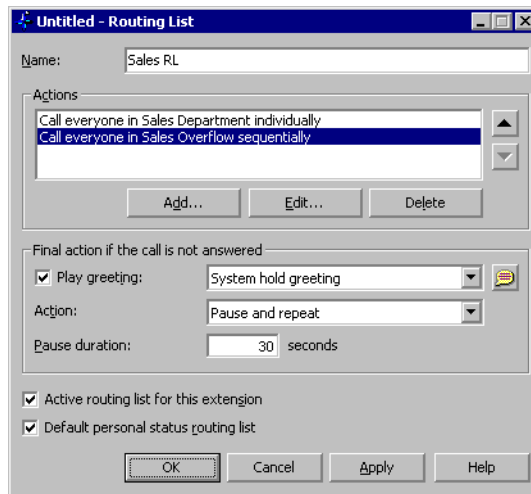 Untitled - Routing List
Name: Sales RL
Actions
Call everyone in Sales Department individually
Call everyone in Sales Overflow sequentially
Add... Edit... Delete
Final action if the call is not answered
Play greeting: System hold greeting
Action: Pause and repeat
Pause duration: 30 seconds
Active routing list for this extension
Default personal status routing list
OK Cancel Apply Help